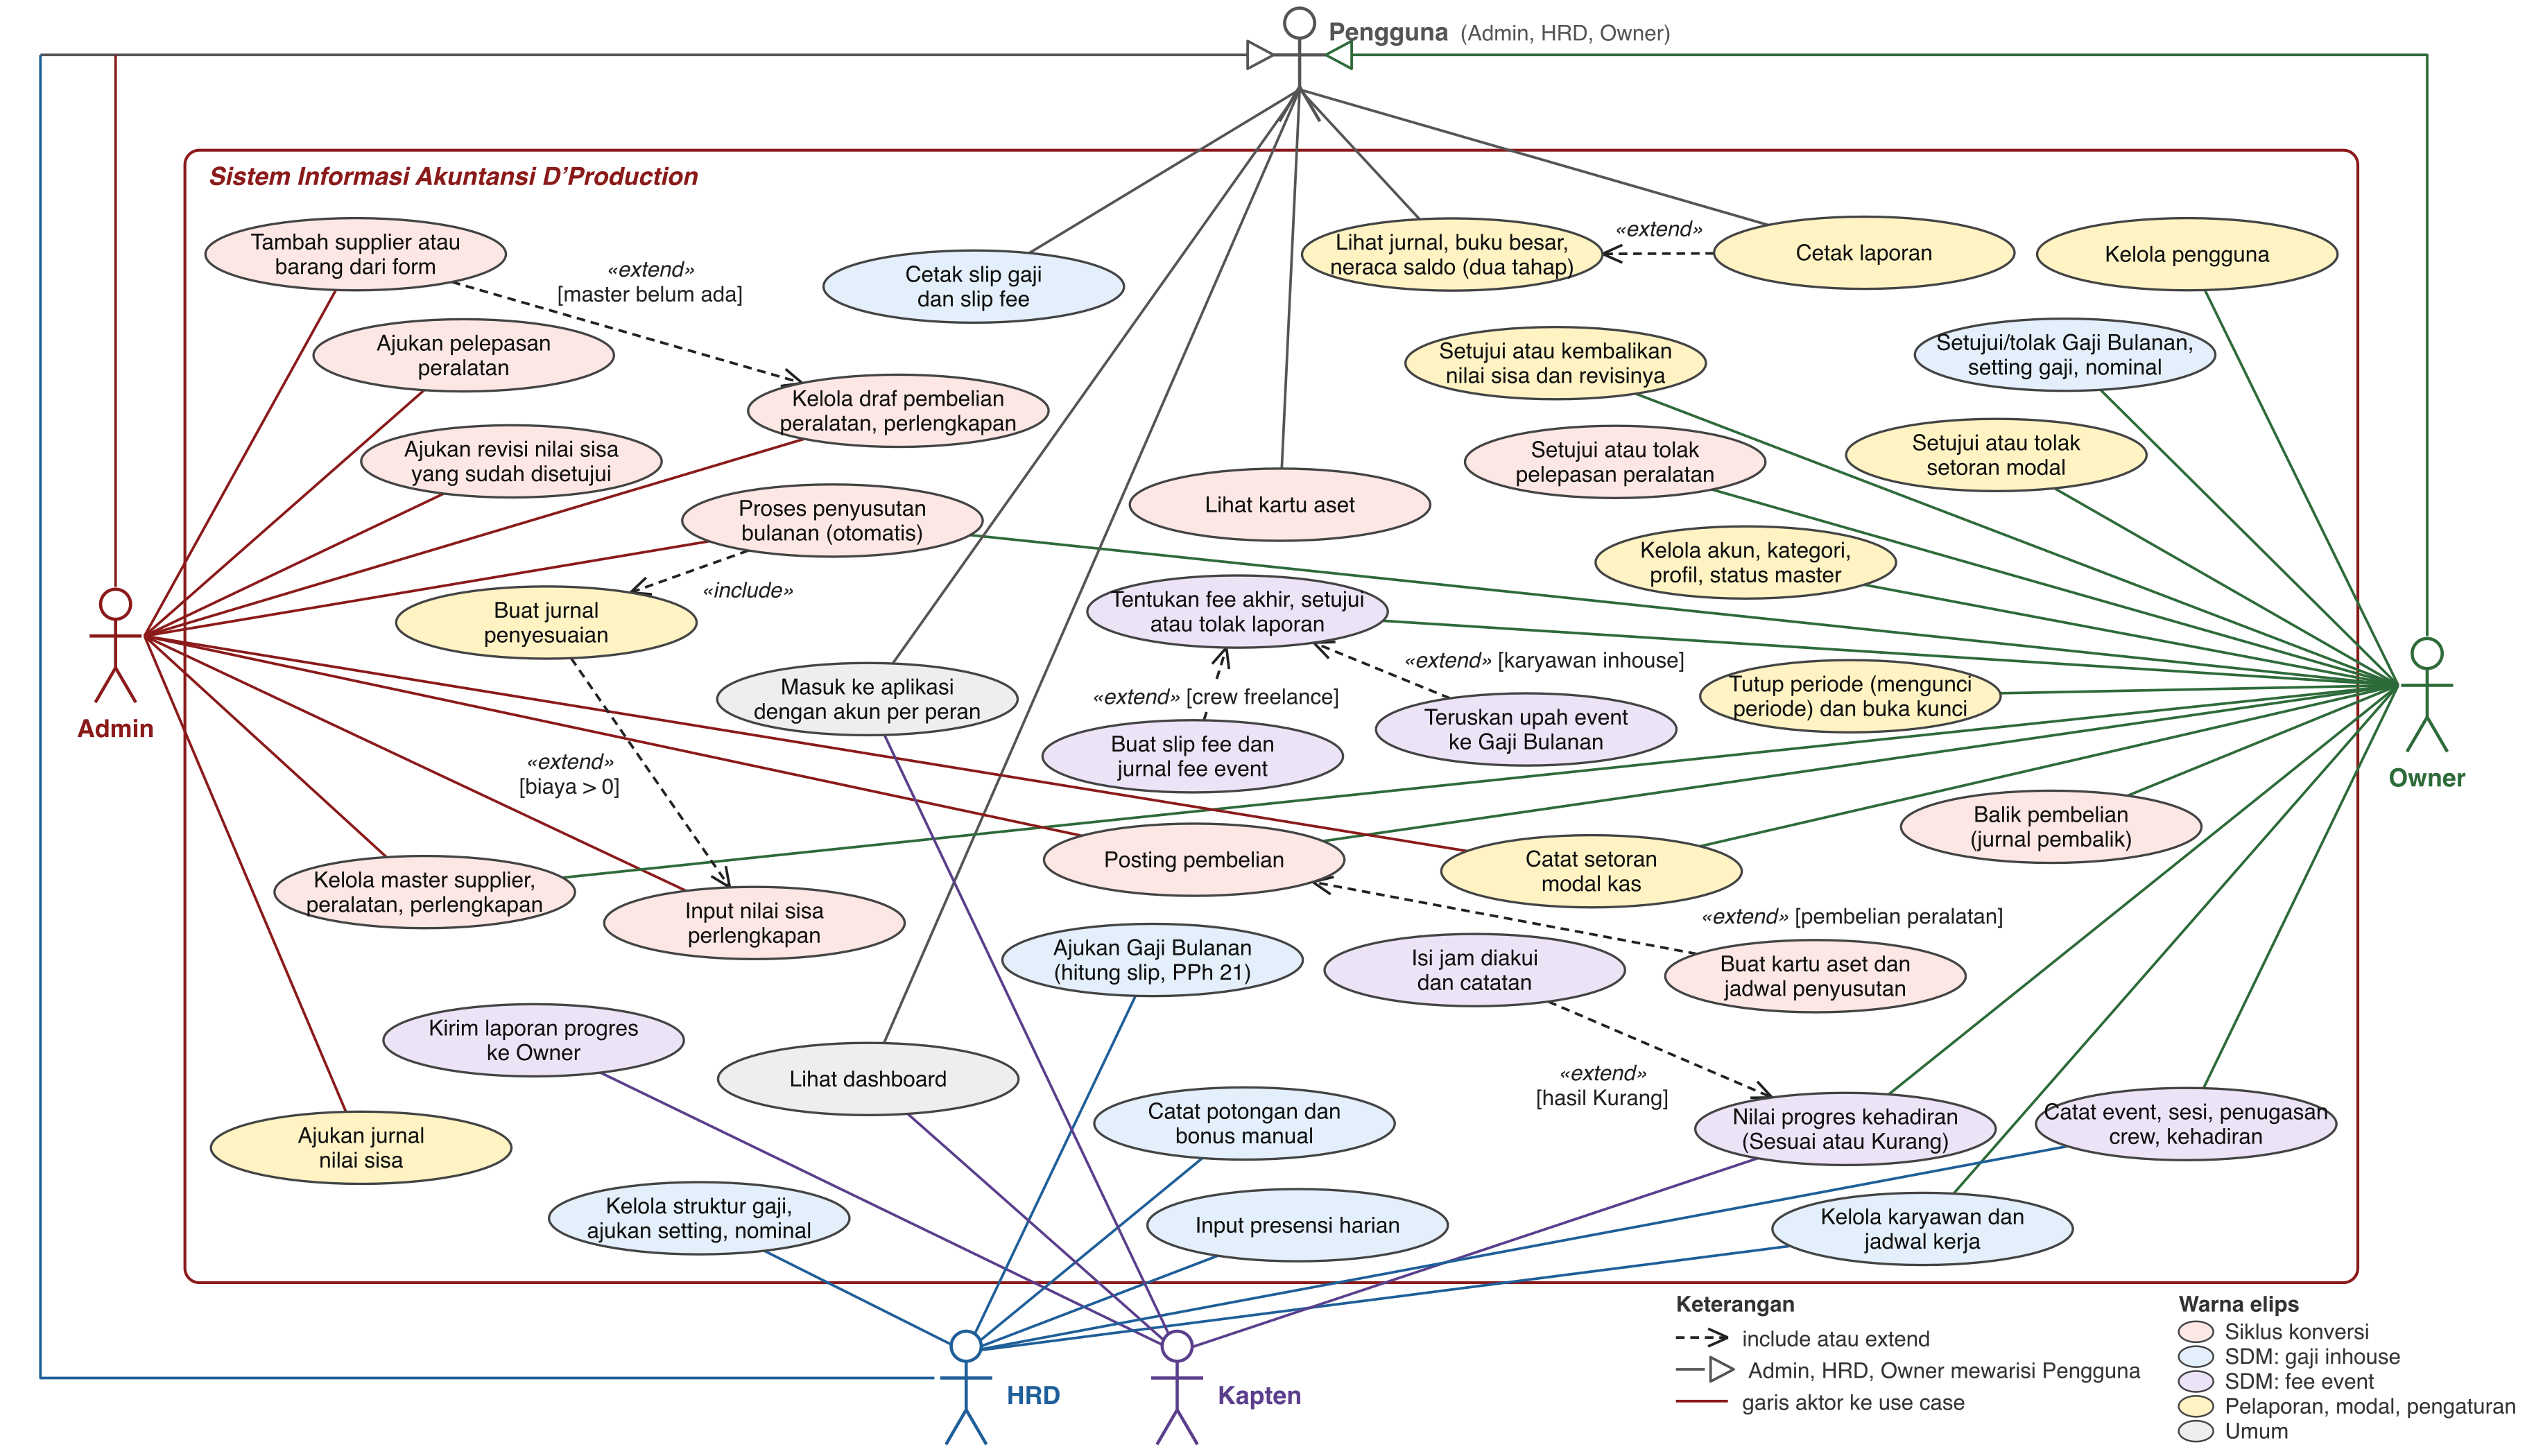 Pengguna (Admin, HRD, Owner)
Sistem Informasi Akuntansi D’Production
Tambah supplier atau
barang dari form
«extend»
[master belum ada]
Cetak slip gaji
dan slip fee
Lihat jurnal, buku besar,
neraca saldo (dua tahap)
«extend»
Cetak laporan
Kelola pengguna
Ajukan pelepasan
peralatan
Kelola draf pembelian
peralatan, perlengkapan
Setujui atau kembalikan
nilai sisa dan revisinya
Setujui/tolak Gaji Bulanan,
setting gaji, nominal
Ajukan revisi nilai sisa
yang sudah disetujui
Setujui atau tolak
pelepasan peralatan
Setujui atau tolak
setoran modal
Proses penyusutan
bulanan (otomatis)
Lihat kartu aset
Kelola akun, kategori,
profil, status master
«include»
Buat jurnal
penyesuaian
Tentukan fee akhir, setujui
atau tolak laporan
«extend» [karyawan inhouse]
«extend» [crew freelance]
Masuk ke aplikasi
dengan akun per peran
Tutup periode (mengunci
periode) dan buka kunci
Teruskan upah event
ke Gaji Bulanan
Buat slip fee dan
jurnal fee event
Admin
Owner
«extend»
[biaya > 0]
Balik pembelian
(jurnal pembalik)
Posting pembelian
Catat setoran
modal kas
Kelola master supplier,
peralatan, perlengkapan
Input nilai sisa
perlengkapan
«extend» [pembelian peralatan]
Ajukan Gaji Bulanan
(hitung slip, PPh 21)
Isi jam diakui
dan catatan
Buat kartu aset dan
jadwal penyusutan
Kirim laporan progres
ke Owner
Lihat dashboard
«extend»
[hasil Kurang]
Catat potongan dan
bonus manual
Nilai progres kehadiran
(Sesuai atau Kurang)
Catat event, sesi, penugasan
crew, kehadiran
Ajukan jurnal
nilai sisa
Kelola struktur gaji,
ajukan setting, nominal
Input presensi harian
Kelola karyawan dan
jadwal kerja
HRD
Kapten
Keterangan
include atau extend
Admin, HRD, Owner mewarisi Pengguna
garis aktor ke use case
Warna elips
Siklus konversi
SDM: gaji inhouse
SDM: fee event
Pelaporan, modal, pengaturan
Umum